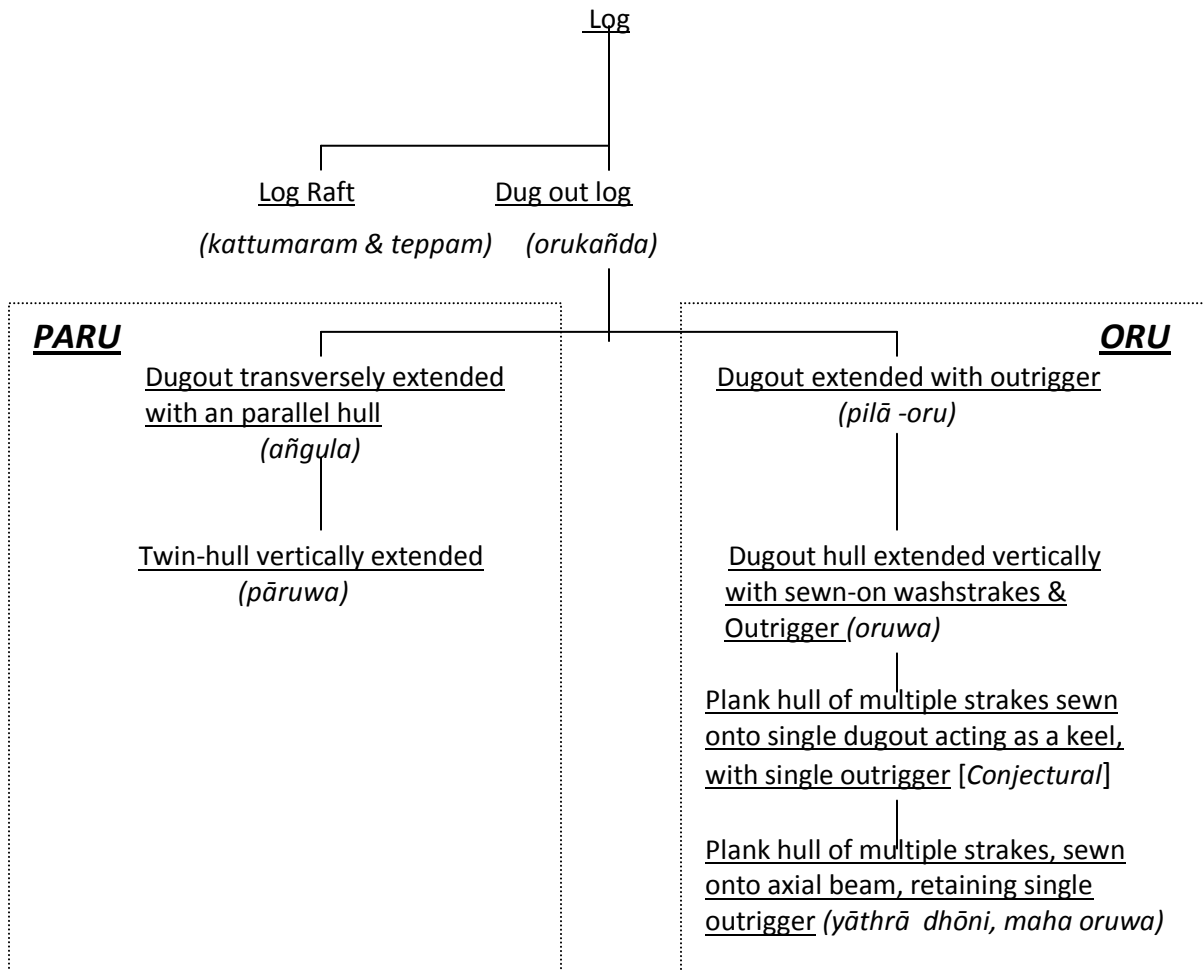 Log
Log Raft
(kattumaram & teppam)
Dug out log
(orukañda)
PARU
Dugout transversely extended
with an parallel hull
(añgula)
Twin-hull vertically extended
(pāruwa)
ORU
Dugout extended with outrigger
(pilā -oru)
Dugout hull extended vertically
with sewn-on washstrakes &
Outrigger (oruwa)
Plank hull of multiple strakes sewn
onto single dugout acting as a keel,
with single outrigger [Conjectural]
Plank hull of multiple strakes, sewn
onto axial beam, retaining single
outrigger (yāthrā dhōni, maha oruwa)